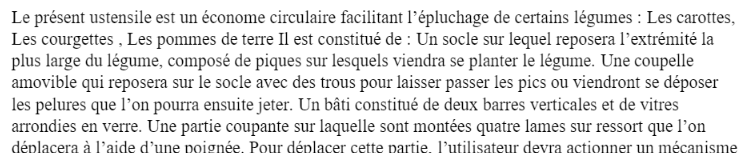 Le présent ustensile est un économe circulaire facilitant l’épluchage de certains légumes : Les carottes,
Les courgettes , Les pommes de terre Il est constitué de : Un socle sur lequel reposera l’extrémité la
plus large du légume, composé de piques sur lesquels viendra se planter le légume. Une coupelle
amovible qui reposera sur le socle avec des trous pour laisser passer les pics ou viendront se déposer
les pelures que l’on pourra ensuite jeter. Un bâti constitué de deux barres verticales et de vitres
arrondies en verre. Une partie coupante sur laquelle sont montées quatre lames sur ressort que l’on
déplacera à l’aide d’une poignée. Pour déplacer cette partie, l’utilisateur devra actionner un mécanisme